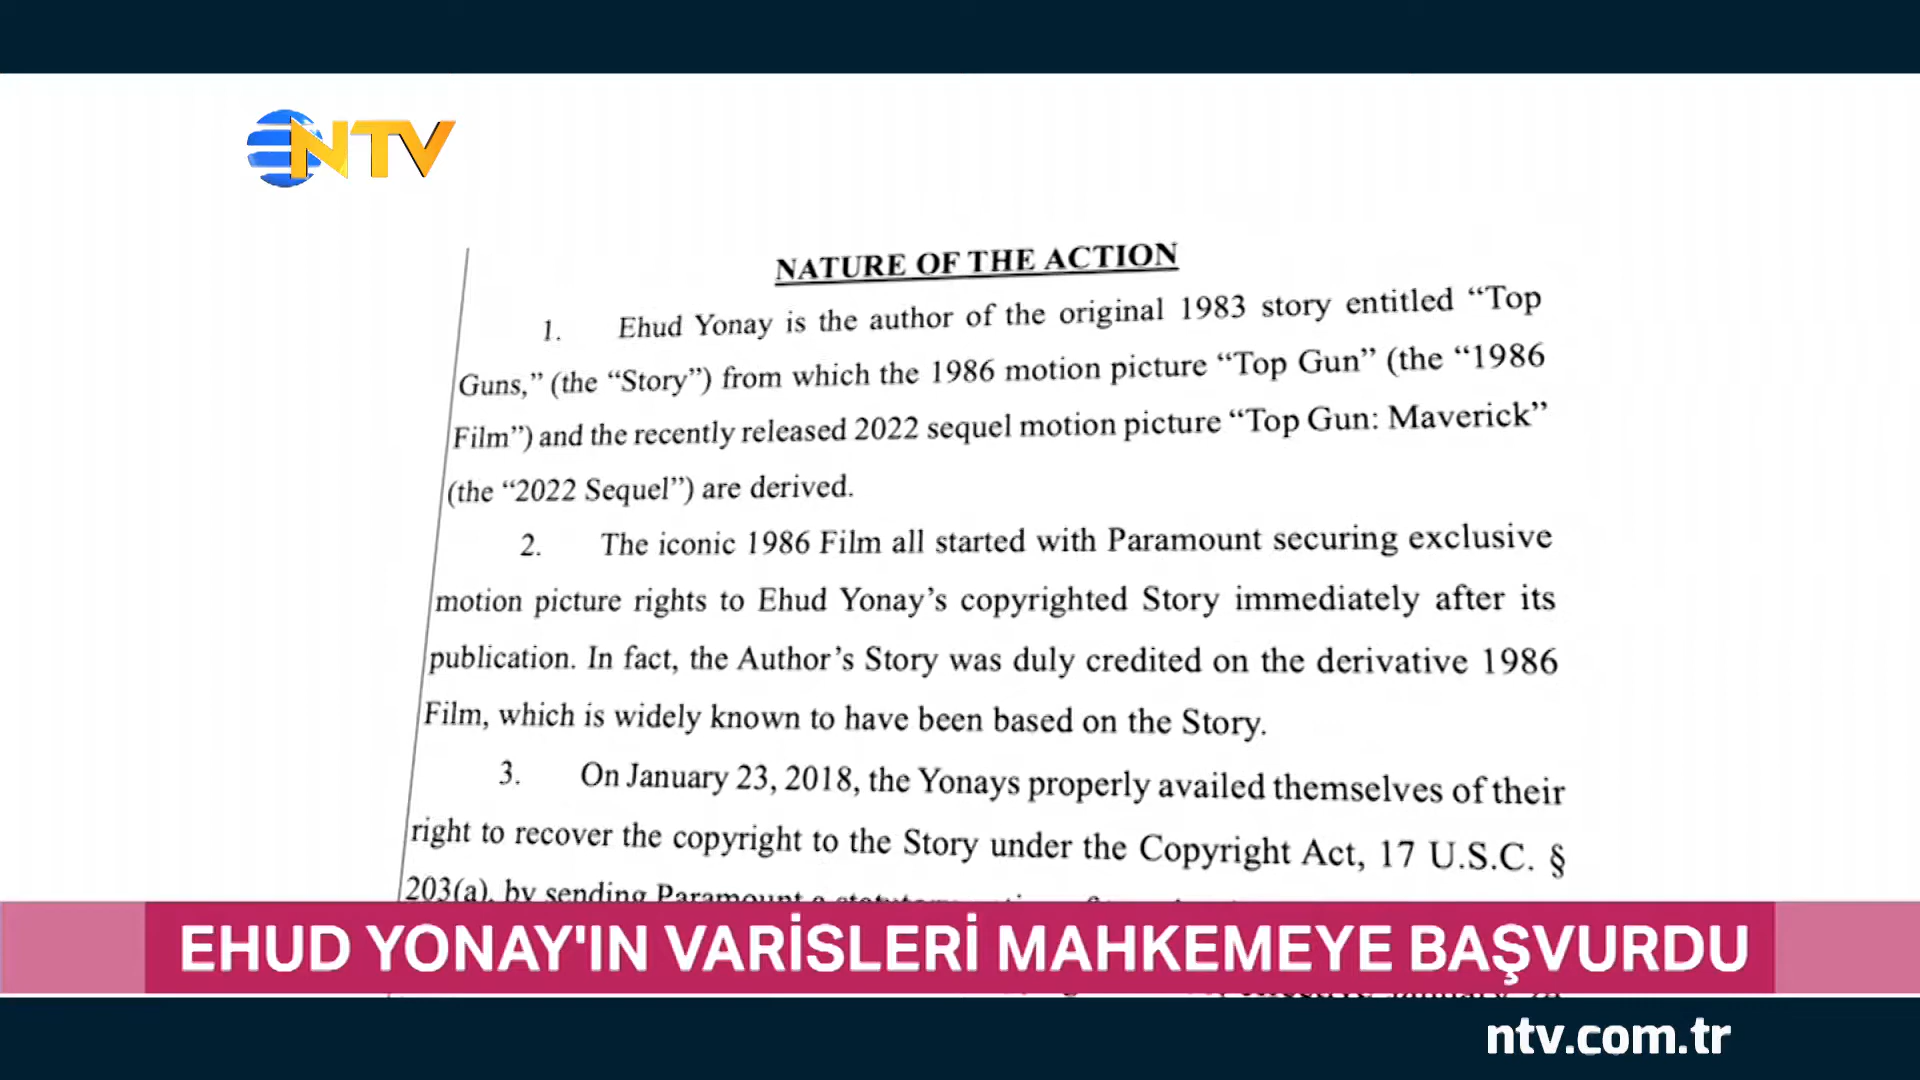 NTV
NATURE OF THE ACTION
1. Ehud Yonay is the author of the original 1983 story entitled “Top
Guns,” (the “Story”) from which the 1986 motion picture “Top Gun” (the “1986
Film”) and the recently released 2022 sequel motion picture “Top Gun: Maverick”
(the “2022 Sequel”) are derived.
2. The iconic 1986 Film all started with Paramount securing exclusive
motion picture rights to Ehud Yonay’s copyrighted Story immediately after its
publication. In fact, the Author’s Story was duly credited on the derivative 1986
Film, which is widely known to have been based on the Story.
3. On January 23, 2018, the Yonays properly availed themselves of their
right to recover the copyright to the Story under the Copyright Act, 17 U.S.C. §
203(a), by sending Paramount a
EHUD YONAY'IN VARİSLERİ MAHKEMEYE BAŞVURDU
ntv.com.tr